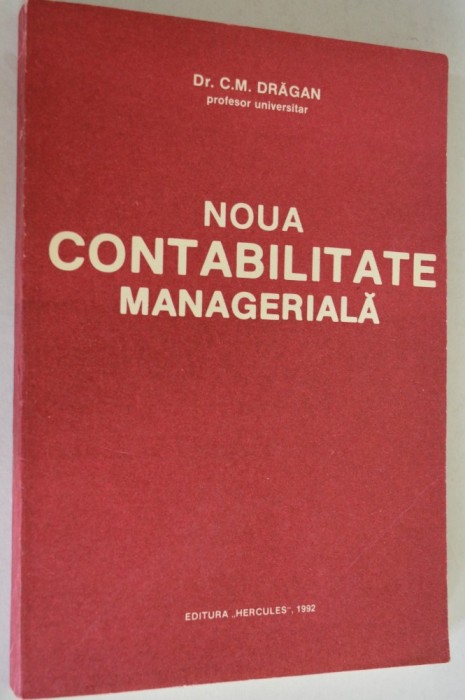 Dr. C.M. DRĂGAN
profesor universitar
NOUA
CONTABILITATE
MANAGERIALĂ
EDITURA „HERCULES", 1992